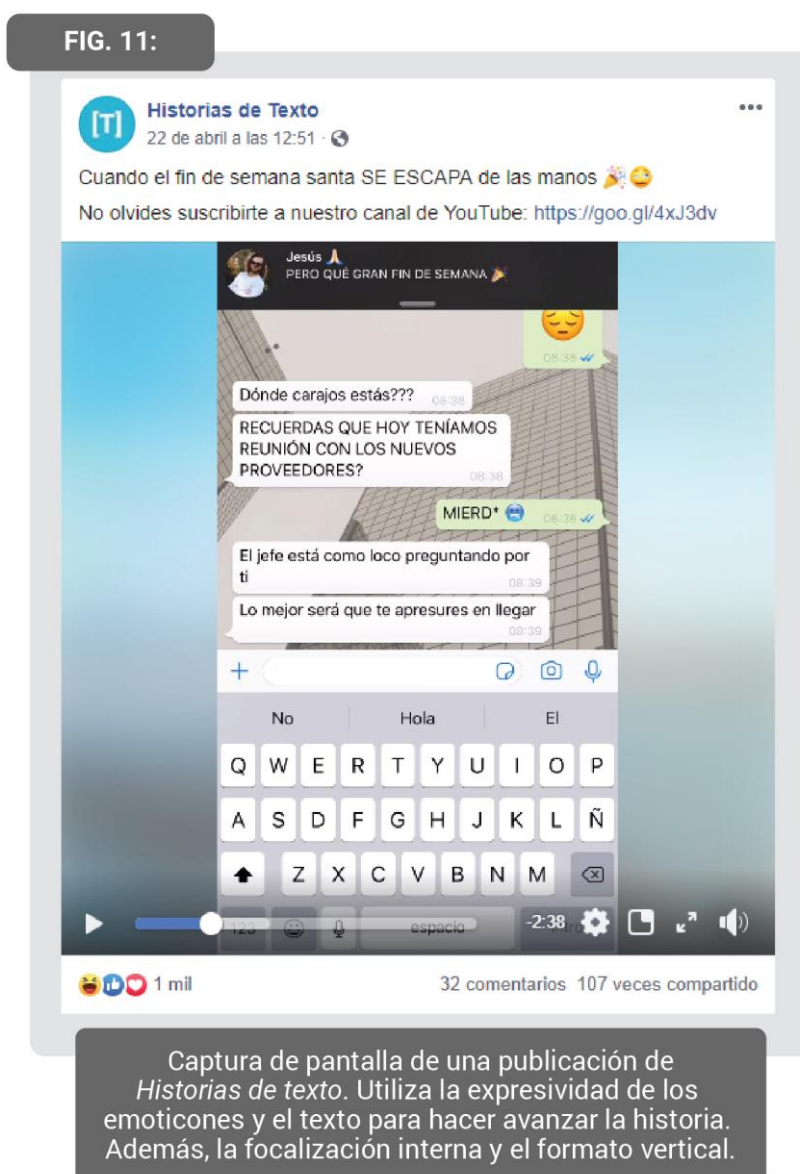 FIG. 11:
[T]
Historias de Texto
22 de abril a las 12:51 ·
Cuando el fin de semana santa SE ESCAPA de las manos 🎉😳
No olvides suscribirte a nuestro canal de YouTube: https://goo.gl/4xJ3dv
Jesús 🙏
PERO QUÉ GRAN FIN DE SEMANA 🎉
😔
08:38
Dónde carajos estás??? 08:38
RECUERDAS QUE HOY TENÍAMOS
REUNIÓN CON LOS NUEVOS
PROVEEDORES? 08:38
MIERD* 🥶 08:38
El jefe está como loco preguntando por
ti 08:39
Lo mejor será que te apresures en llegar
08:39
No Hola El
Q W E R T Y U I O P
A S D F G H J K L Ñ
Z X C V B N M
123 espacio -2:38
1 mil 32 comentarios 107 veces compartido
Captura de pantalla de una publicación de
Historias de texto. Utiliza la expresividad de los
emoticones y el texto para hacer avanzar la historia.
Además, la focalización interna y el formato vertical.